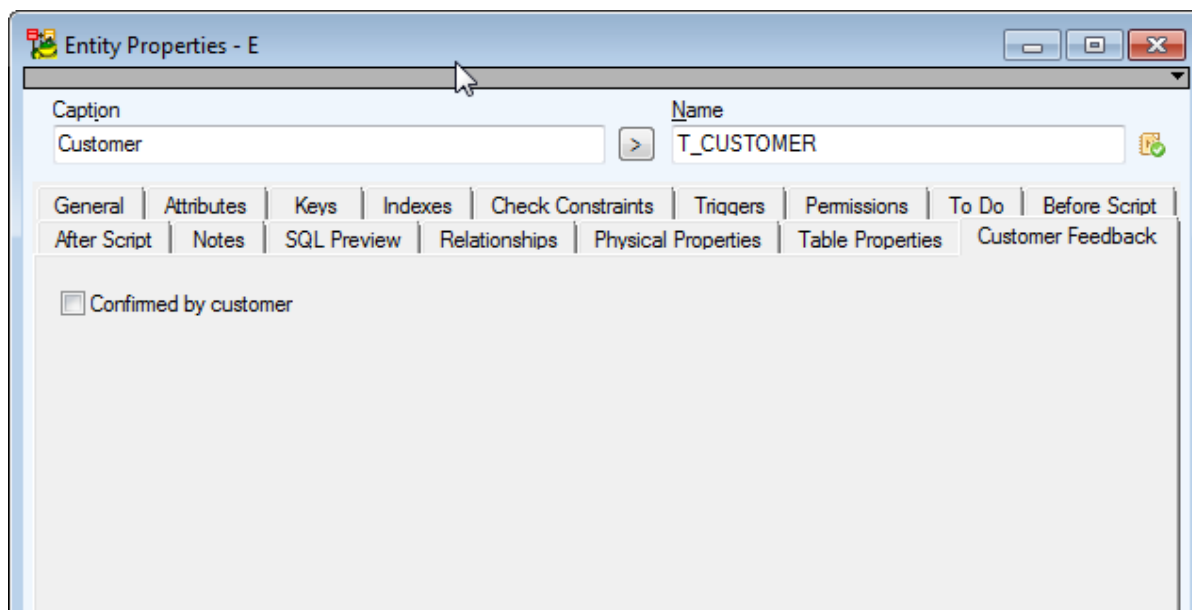 Entity Properties - E
Caption Name
Customer > T_CUSTOMER
General Attributes Keys Indexes Check Constraints Triggers Permissions To Do Before Script
After Script Notes SQL Preview Relationships Physical Properties Table Properties Customer Feedback
Confirmed by customer